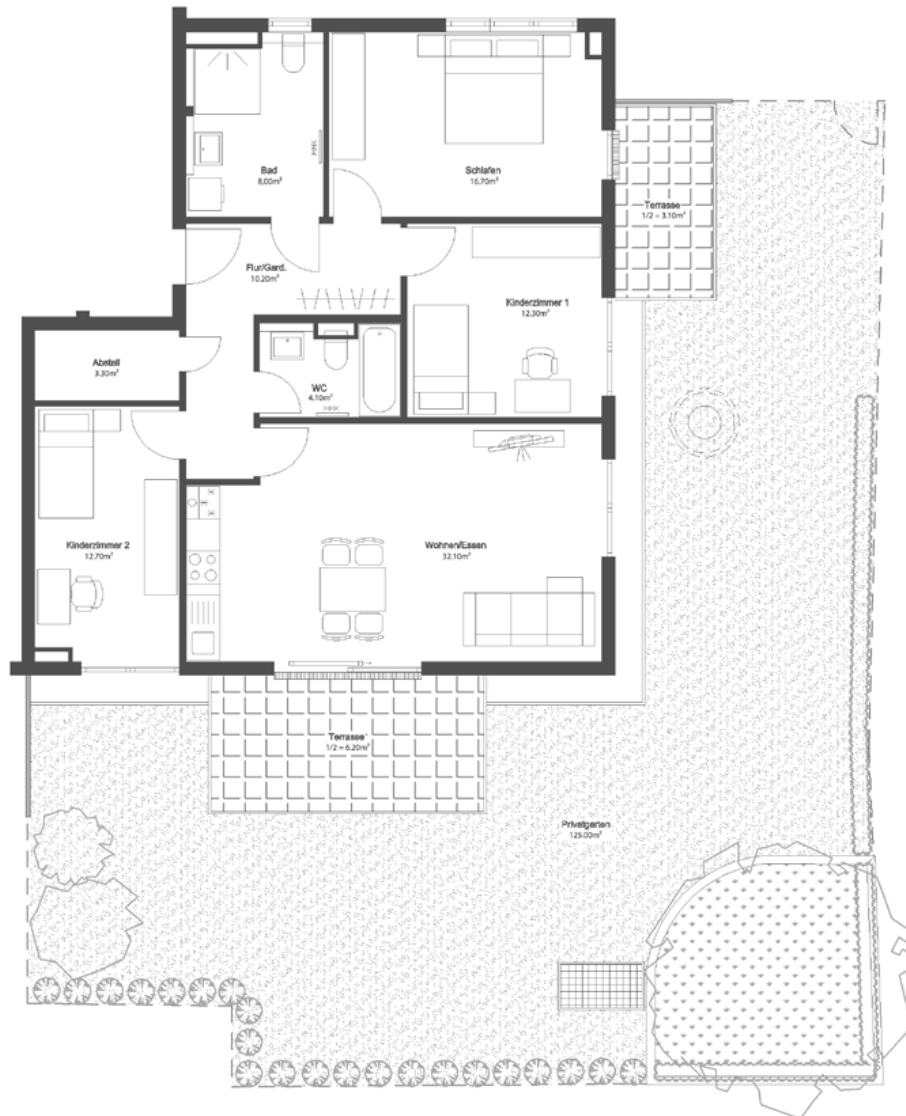 Bad
8.00m²
Schlafen
16.70m²
Terrasse
1/2 = 3.10m²
Flur/Gard.
10.20m²
Kinderzimmer 1
12.30m²
Abstell
3.30m²
WC
4.10m²
Kinderzimmer 2
12.70m²
Wohnen/Essen
32.10m²
Terrasse
1/2 = 6.20m²
Privatgarten
125.00m²